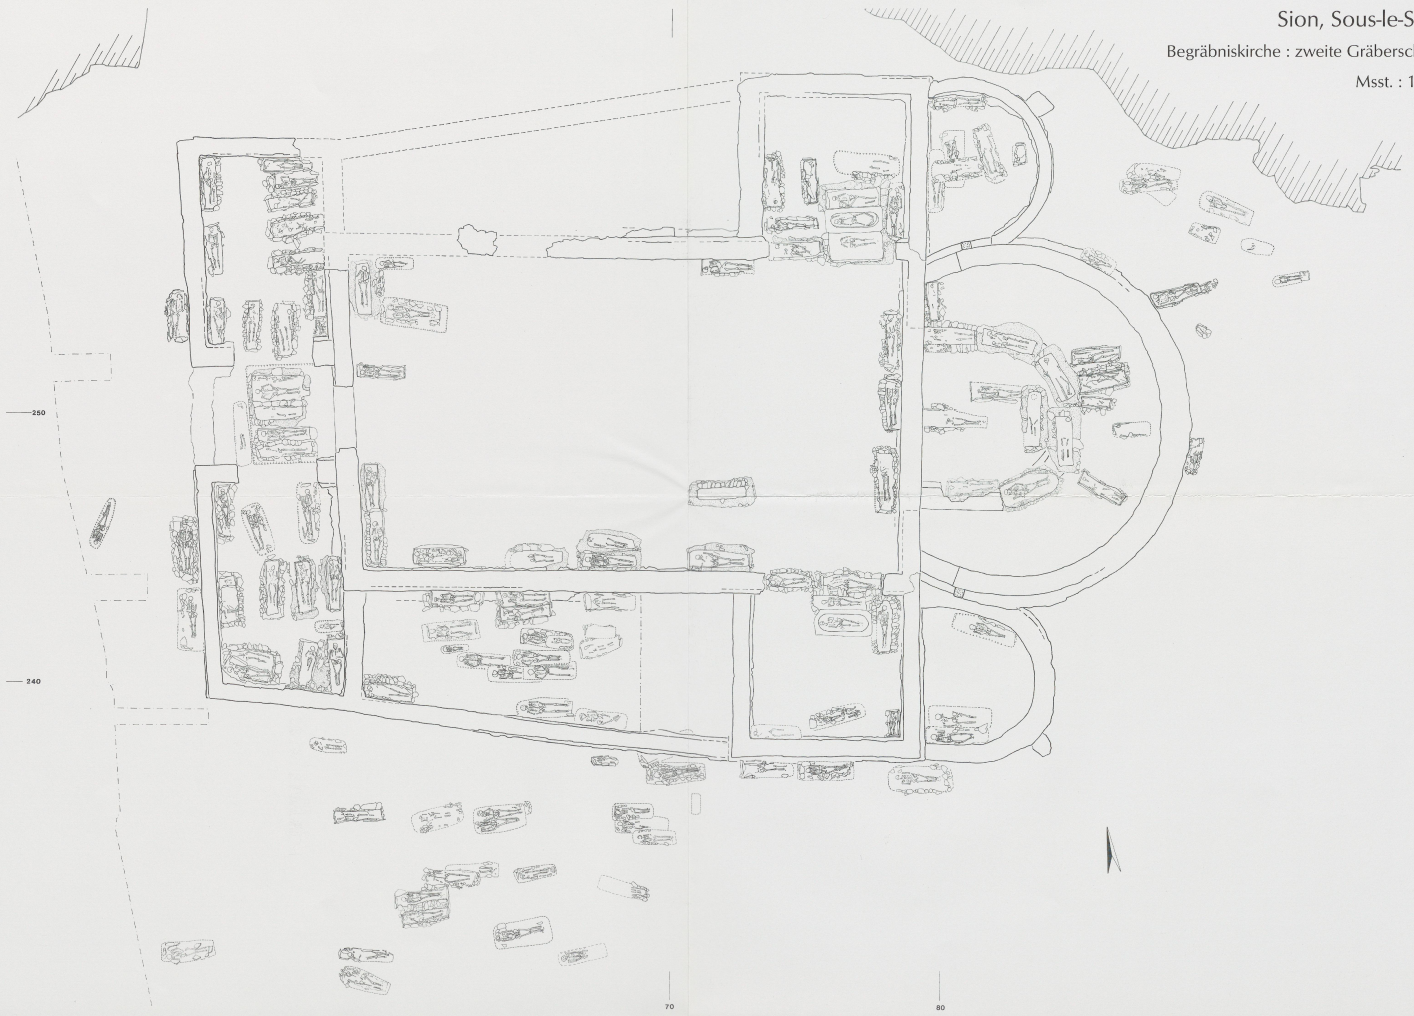 Sion, Sous-le-S
Begräbniskirche : zweite Gräbersc
Msst. : 1
250
240
70
80